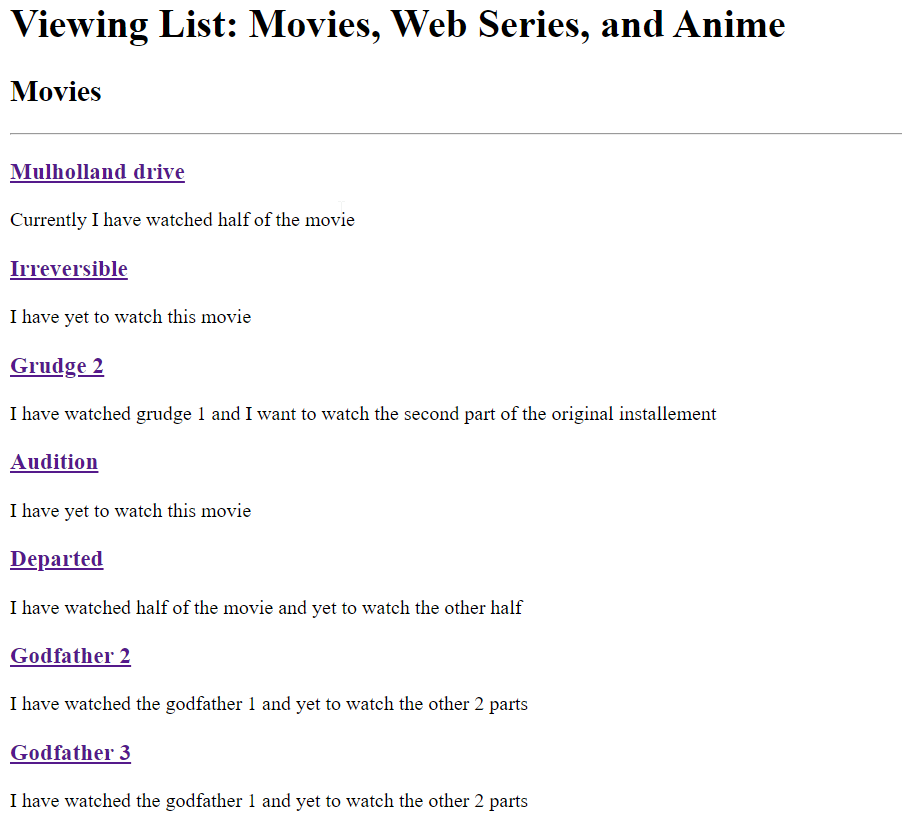 Viewing List: Movies, Web Series, and Anime
Movies
Mulholland drive
Currently I have watched half of the movie
Irreversible
I have yet to watch this movie
Grudge 2
I have watched grudge 1 and I want to watch the second part of the original installement
Audition
I have yet to watch this movie
Departed
I have watched half of the movie and yet to watch the other half
Godfather 2
I have watched the godfather 1 and yet to watch the other 2 parts
Godfather 3
I have watched the godfather 1 and yet to watch the other 2 parts